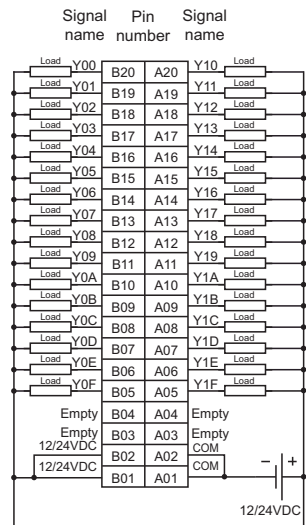 Signal Pin Signal
name number name
Load Y00 B20 A20 Y10 Load
Load Y01 B19 A19 Y11 Load
Load Y02 B18 A18 Y12 Load
Load Y03 B17 A17 Y13 Load
Load Y04 B16 A16 Y14 Load
Load Y05 B15 A15 Y15 Load
Load Y06 B14 A14 Y16 Load
Load Y07 B13 A13 Y17 Load
Load Y08 B12 A12 Y18 Load
Load Y09 B11 A11 Y19 Load
Load Y0A B10 A10 Y1A Load
Load Y0B B09 A09 Y1B Load
Load Y0C B08 A08 Y1C Load
Load Y0D B07 A07 Y1D Load
Load Y0E B06 A06 Y1E Load
Load Y0F B05 A05 Y1F Load
Empty B04 A04 Empty
Empty B03 A03 Empty
12/24VDC B02 A02 COM
12/24VDC B01 A01 COM
− +
12/24VDC